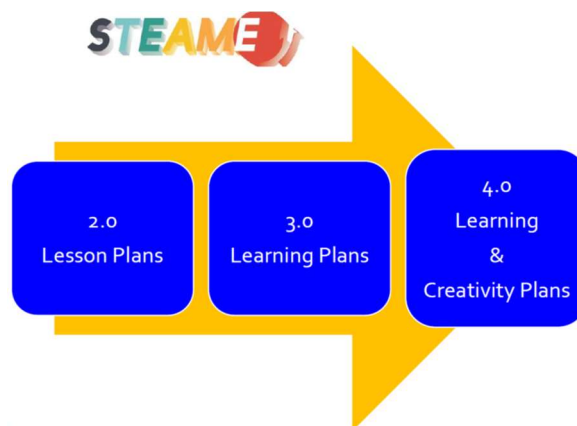 STEAME
2.0
Lesson Plans
3.0
Learning Plans
4.0
Learning
&
Creativity Plans